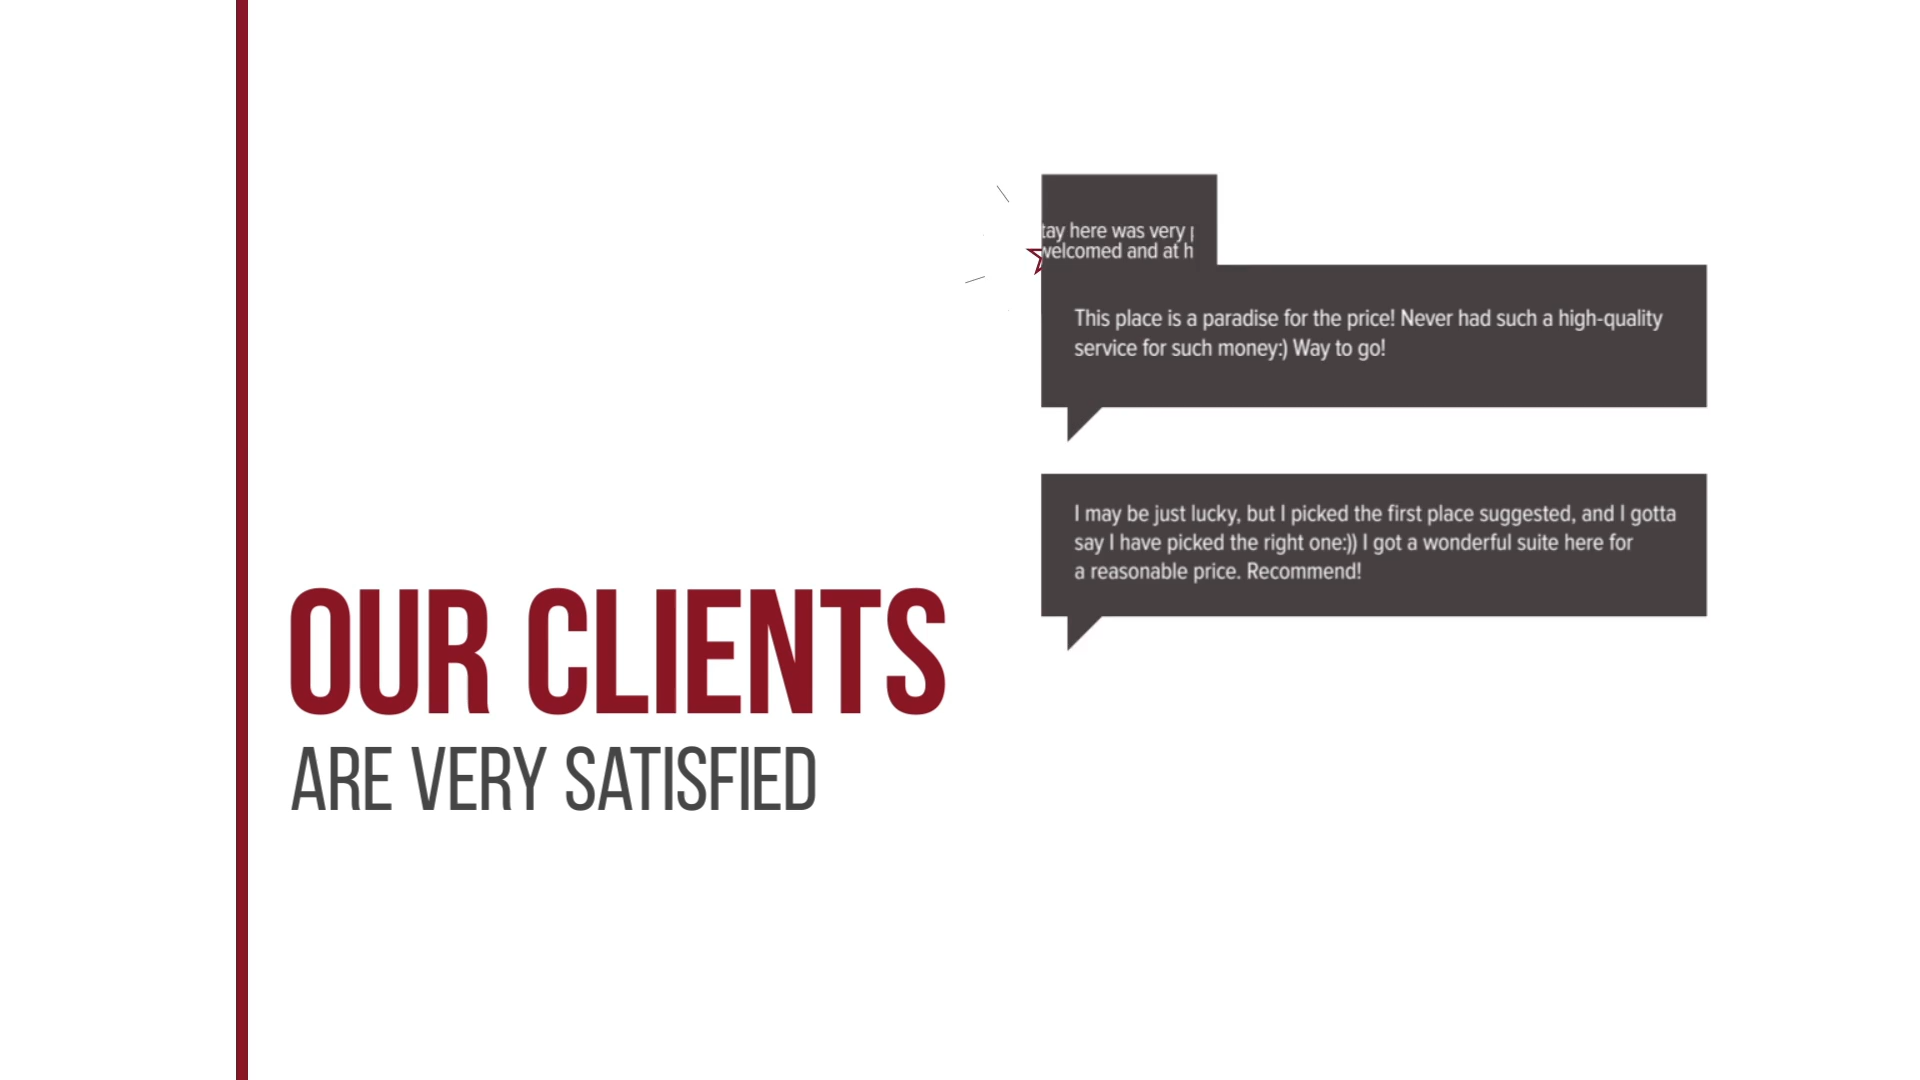 OUR CLIENTS
ARE VERY SATISFIED
here was very
welcomed and at
This place is a paradise for the price! Never had such a high-quality
service for such money:) Way to go!
I may be just lucky, but I picked the first place suggested, and I gotta
say I have picked the right one:)) I got a wonderful suite here for
a reasonable price. Recommend!